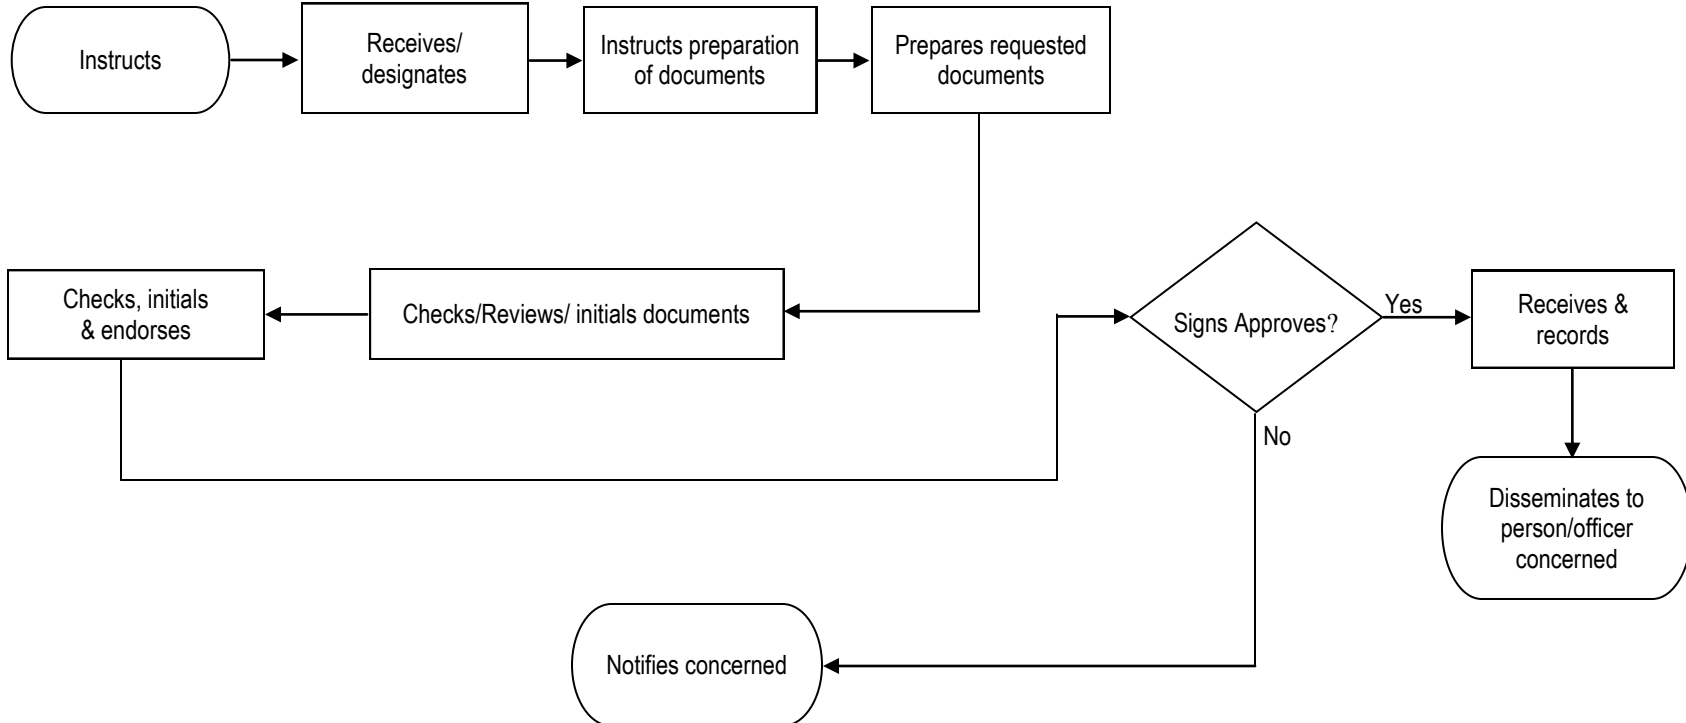 Instructs
Receives/
designates
Instructs preparation
of documents
Prepares requested
documents
Checks, initials
& endorses
Checks/Reviews/ initials documents
Signs Approves?
Yes
Receives &
records
No
Disseminates to
person/officer
concerned
Notifies concerned